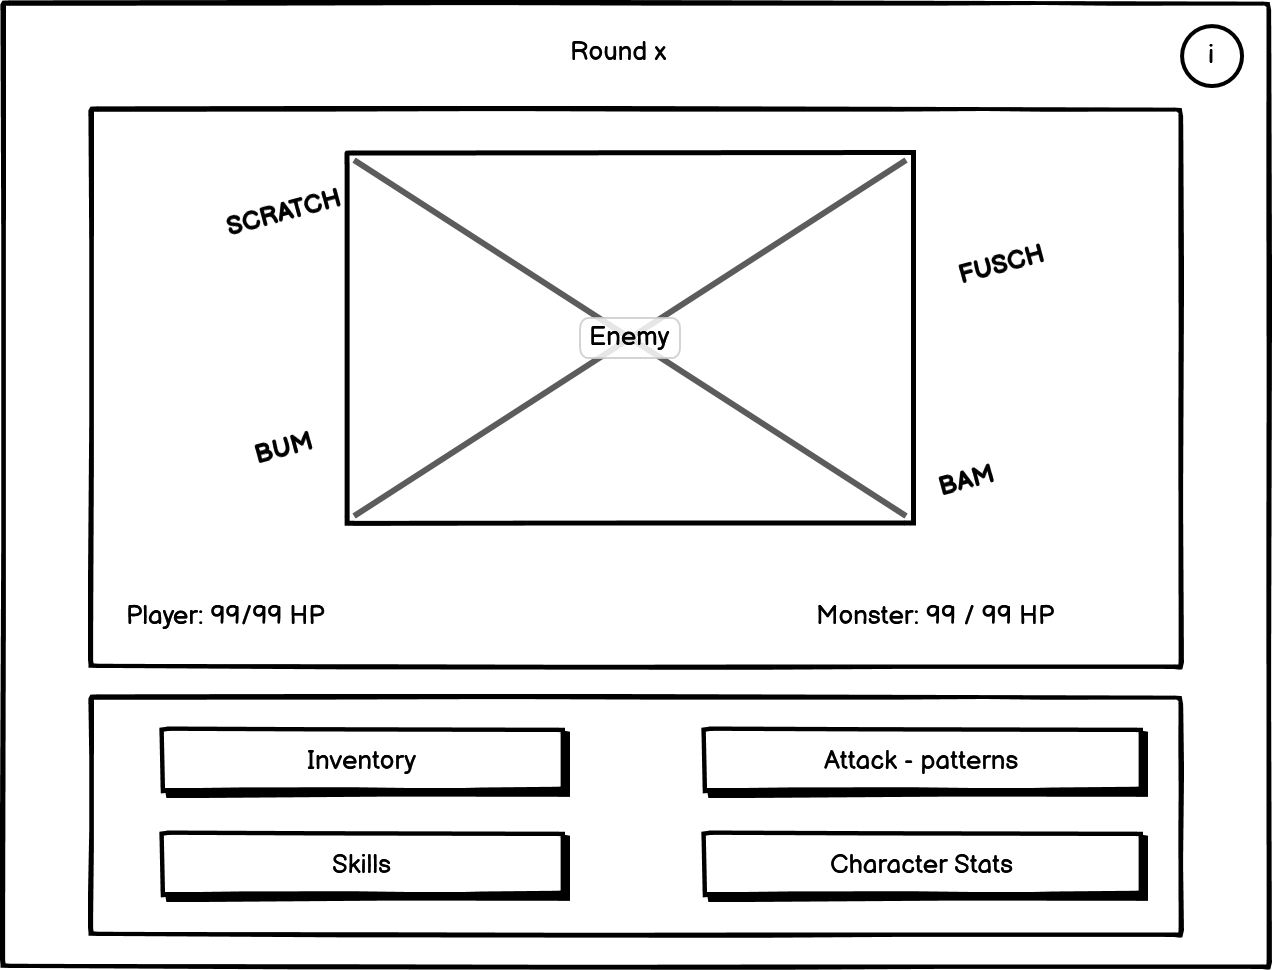 Round x
i
SCRATCH
FUSCH
Enemy
BUM
BAM
Player: 99/99 HP
Monster: 99 / 99 HP
Inventory
Attack - patterns
Skills
Character Stats